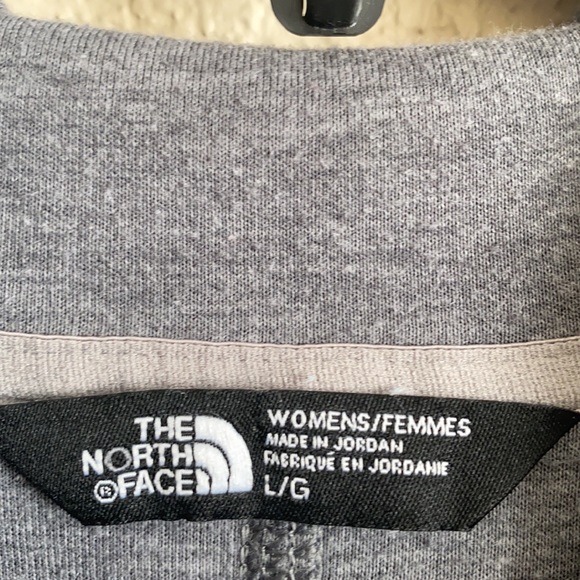 THE
NORTH
®FACE
WOMENS/FEMMES
MADE IN JORDAN
FABRIQUÉ EN JORDANIE
L/G